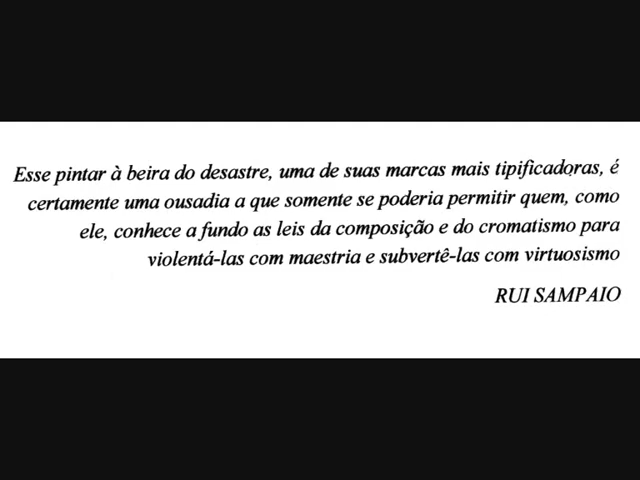 Esse pintar à beira do desastre, uma de suas marcas mais tipificadoras, é
certamente uma ousadia a que somente se poderia permitir quem, como
ele, conhece a fundo as leis da composição e do cromatismo para
violentá-las com maestria e subvertê-las com virtuosismo
RUI SAMPAIO